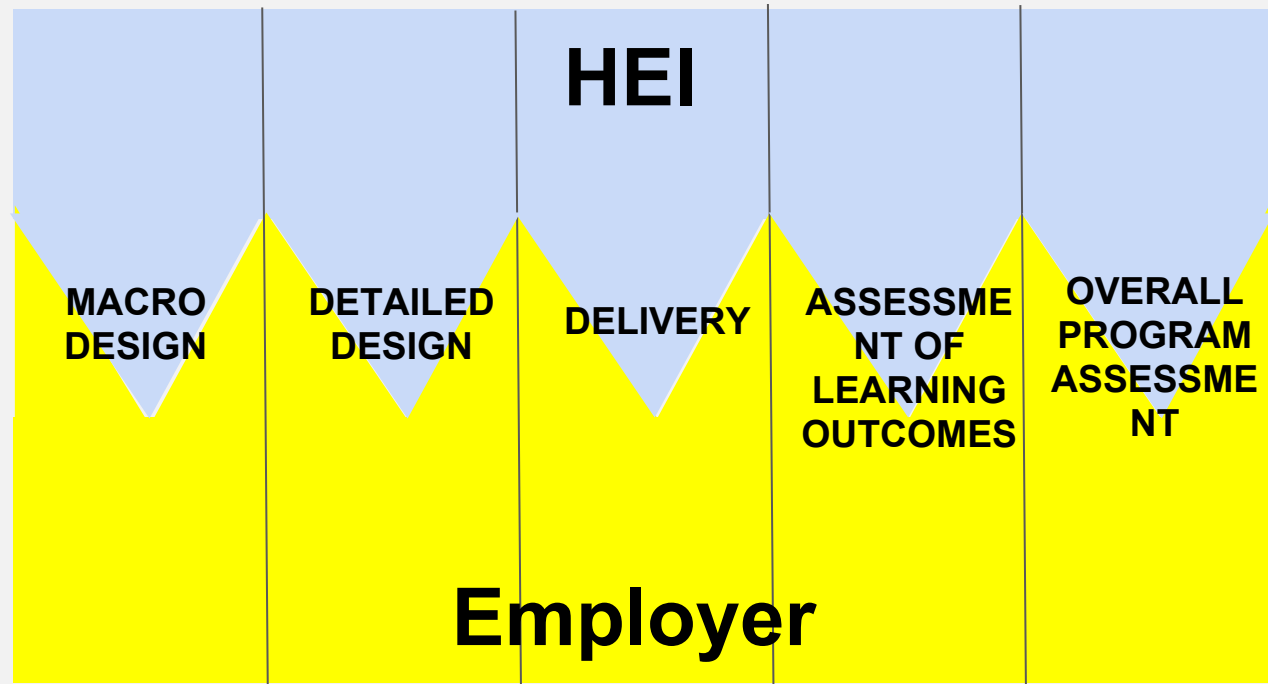 HEI
MACRO
DESIGN
DETAILED
DESIGN
DELIVERY
ASSESSME
NT OF
LEARNING
OUTCOMES
OVERALL
PROGRAM
ASSESSME
NT
Employer